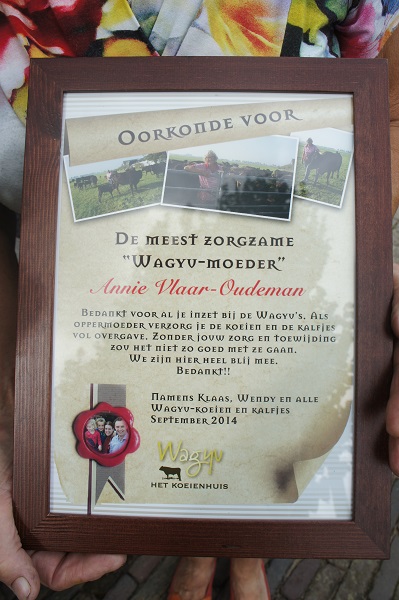 Oorkonde voor
De meest zorgzame
"Wagyu-moeder"
Annie Vlaar-Oudeman
Bedankt voor al je inzet bij de Wagyu's. Als
oppermoeder verzorg je de koeien en de kalfjes
vol overgave. Zonder jouw zorg en toewijding
zou het niet zo goed met ze gaan.
We zijn hier heel blij mee.
Bedankt!!
Namens Klaas, Wendy en alle
Wagyu-koeien en kalfjes
September 2014
Wagyu
HET KOEIENHUIS